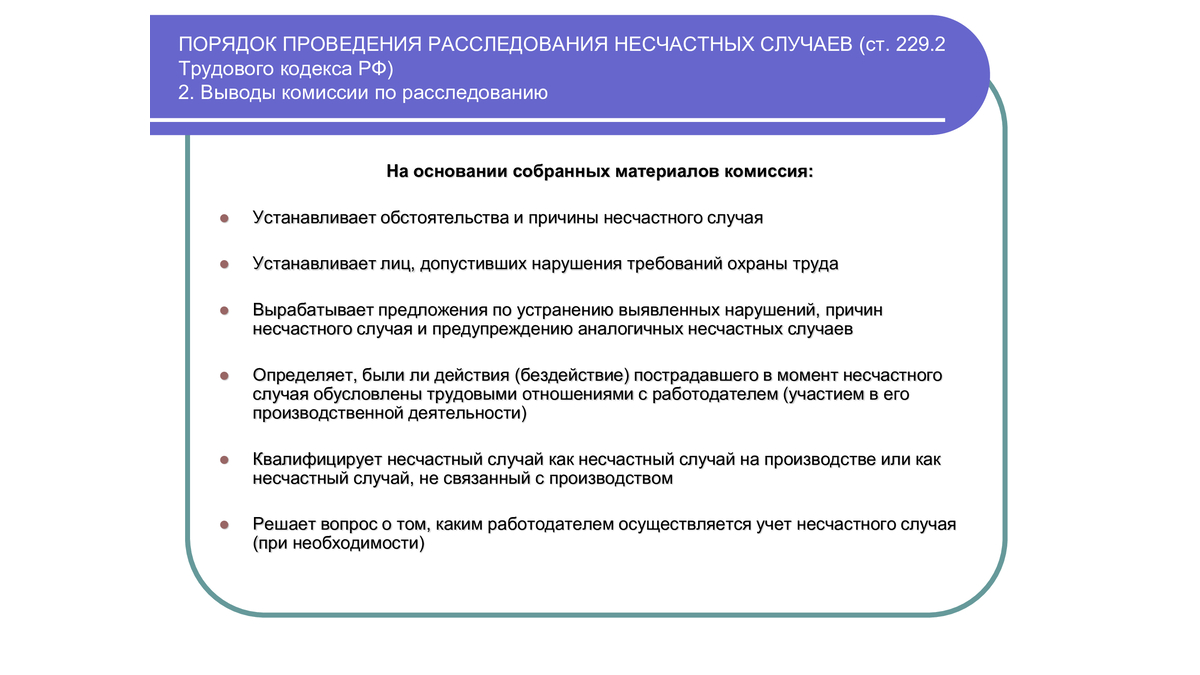 ПОРЯДОК ПРОВЕДЕНИЯ РАССЛЕДОВАНИЯ НЕСЧАСТНЫХ СЛУЧАЕВ (ст. 229.2
Трудового кодекса РФ)
2. Выводы комиссии по расследованию
На основании собранных материалов комиссия:
Устанавливает обстоятельства и причины несчастного случая
Устанавливает лиц, допустивших нарушения требований охраны труда
Вырабатывает предложения по устранению выявленных нарушений, причин
несчастного случая и предупреждению аналогичных несчастных случаев
Определяет, были ли действия (бездействие) пострадавшего в момент несчастного
случая обусловлены трудовыми отношениями с работодателем (участием в его
производственной деятельности)
Квалифицирует несчастный случай как несчастный случай на производстве или как
несчастный случай, не связанный с производством
Решает вопрос о том, каким работодателем осуществляется учет несчастного случая
(при необходимости)